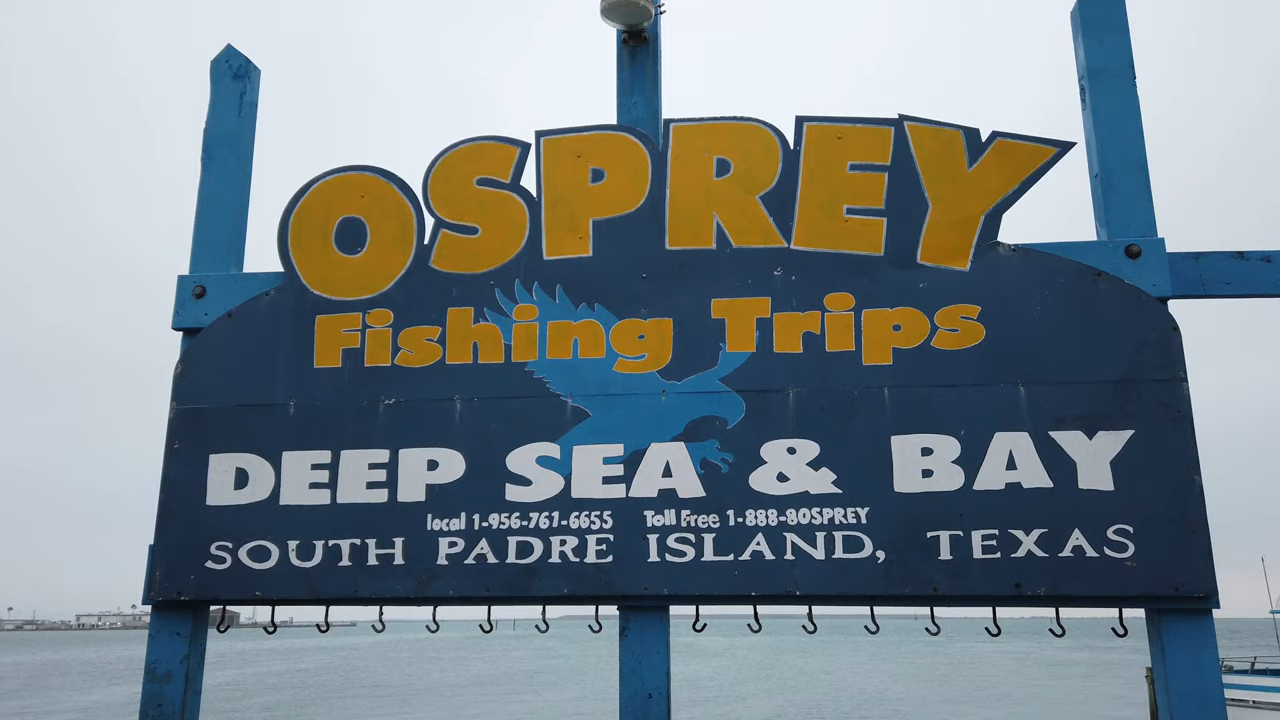 OSPREY
Fishing Trips
DEEP SEA & BAY
local 1-956-761-6655 Toll Free 1-888-80SPREY
SOUTH PADRE ISLAND, TEXAS